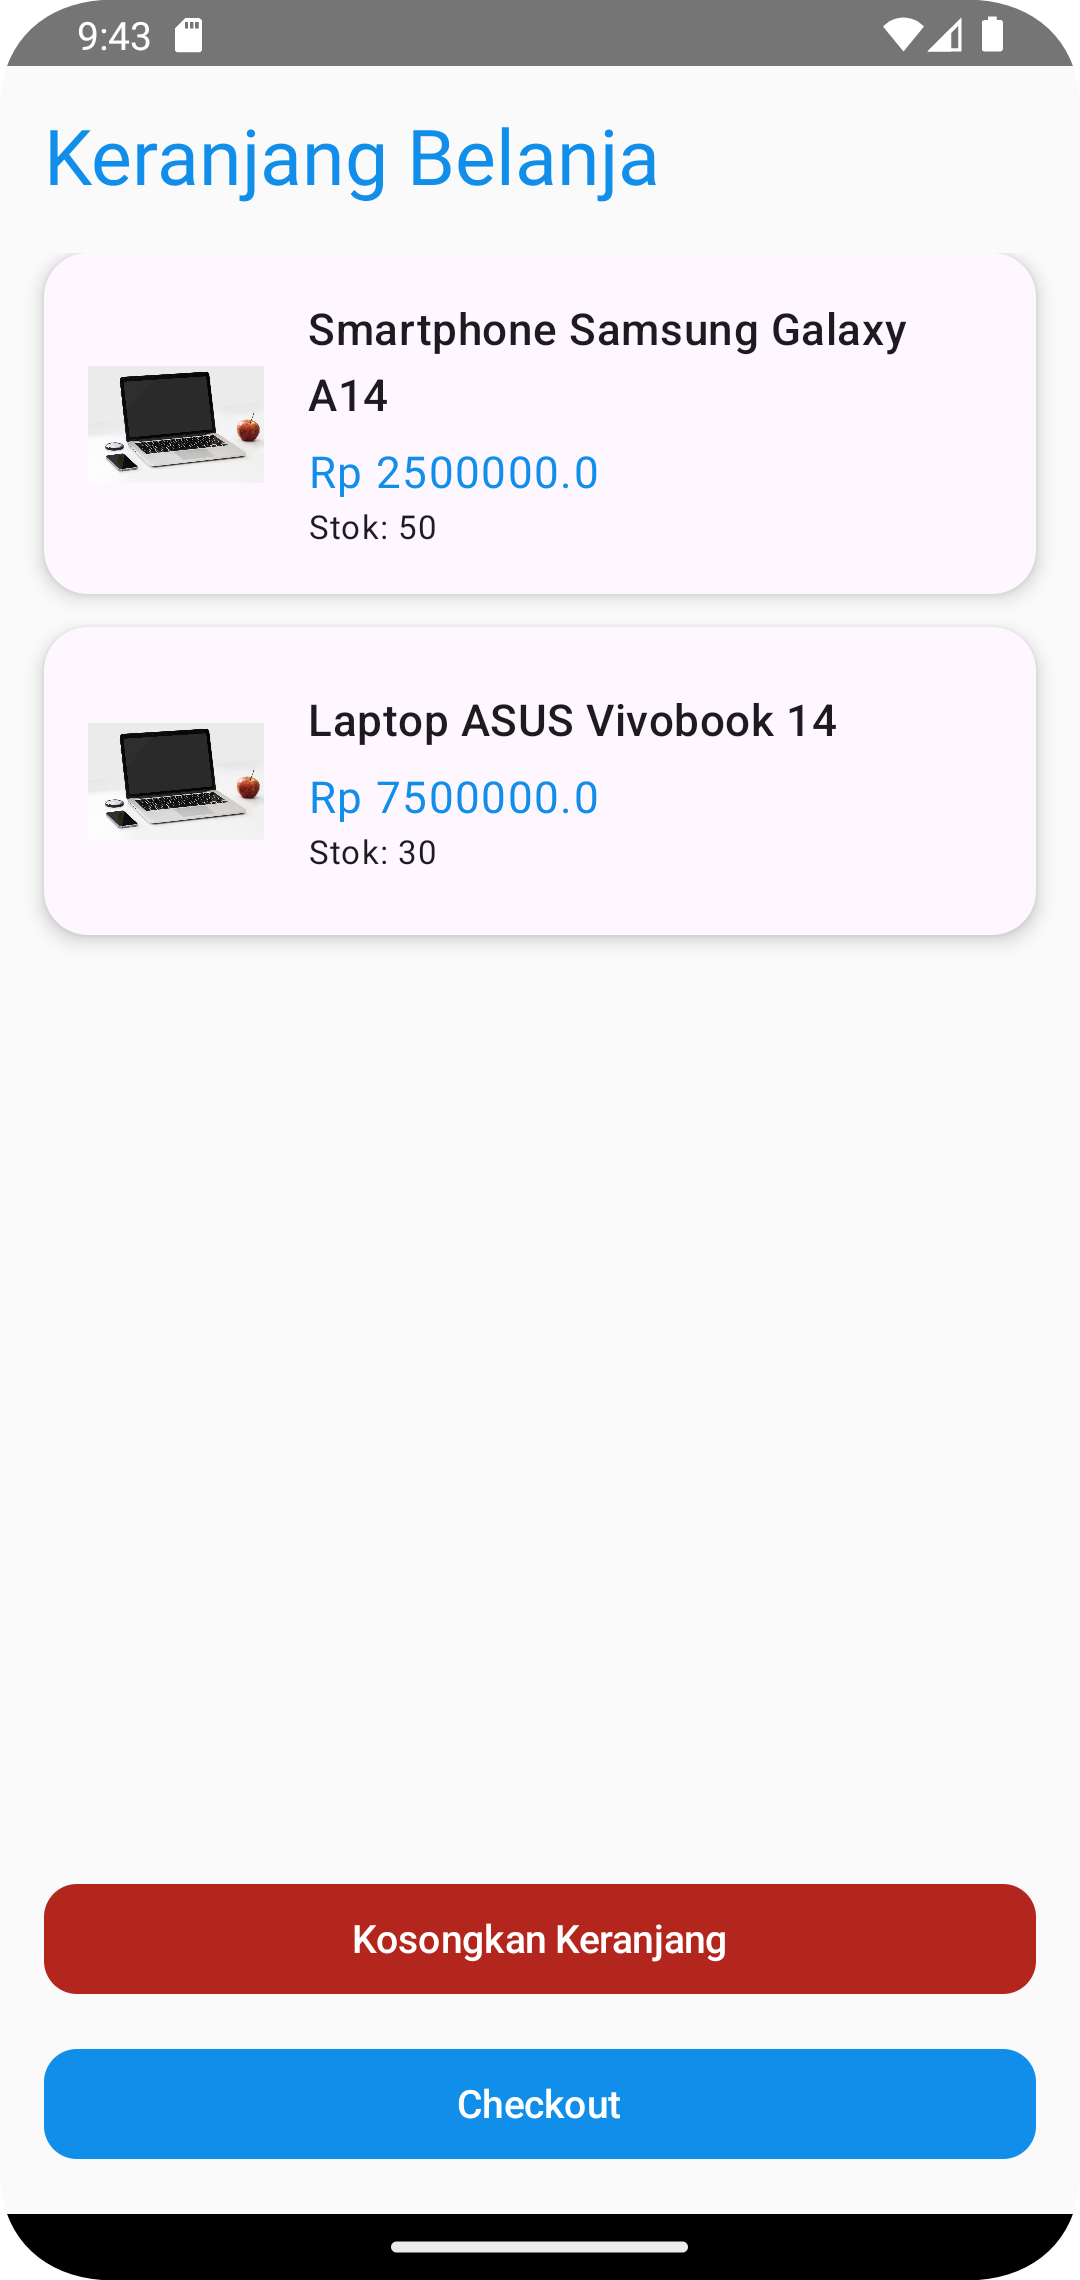 9:43
Keranjang Belanja
Smartphone Samsung Galaxy
A14
Rp 2500000.0
Stok: 50
Laptop ASUS Vivobook 14
Rp 7500000.0
Stok: 30
Kosongkan Keranjang
Checkout